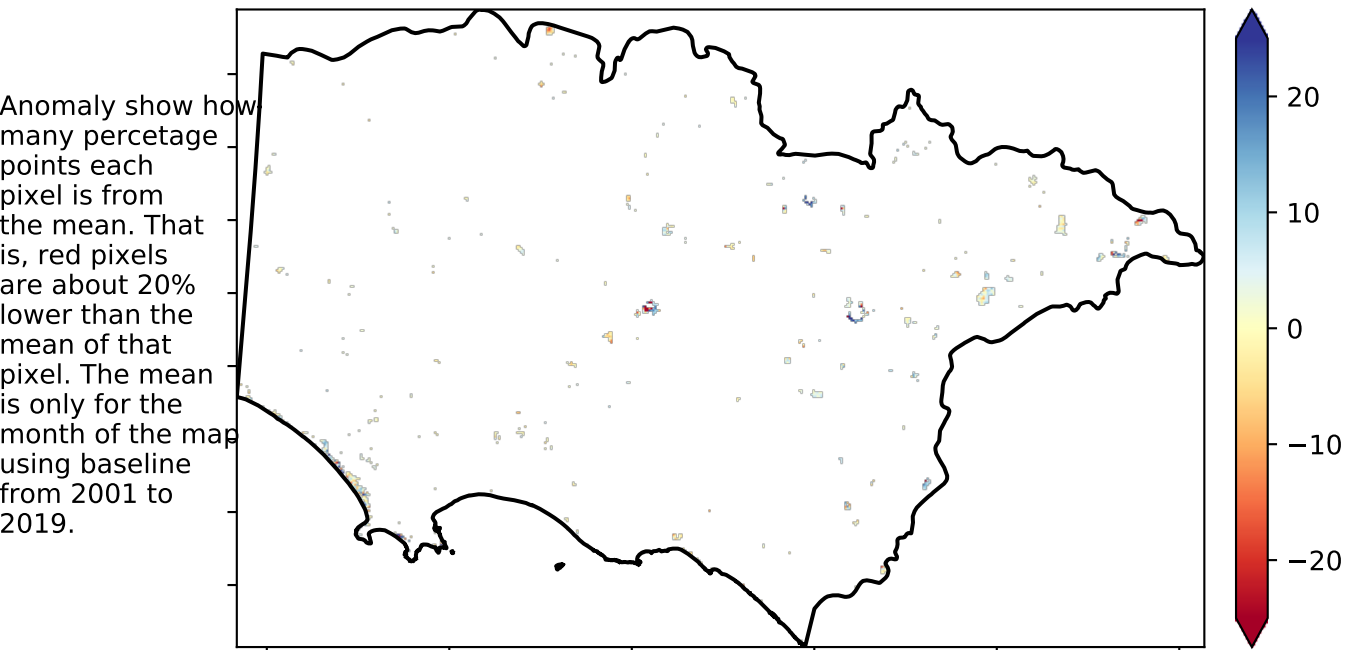 Anomaly show how
many percetage
points each
pixel is from
the mean. That
is, red pixels
are about 20%
lower than the
mean of that
pixel. The mean
is only for the
month of the map
using baseline
from 2001 to
2019.
20
10
0
−10
−20